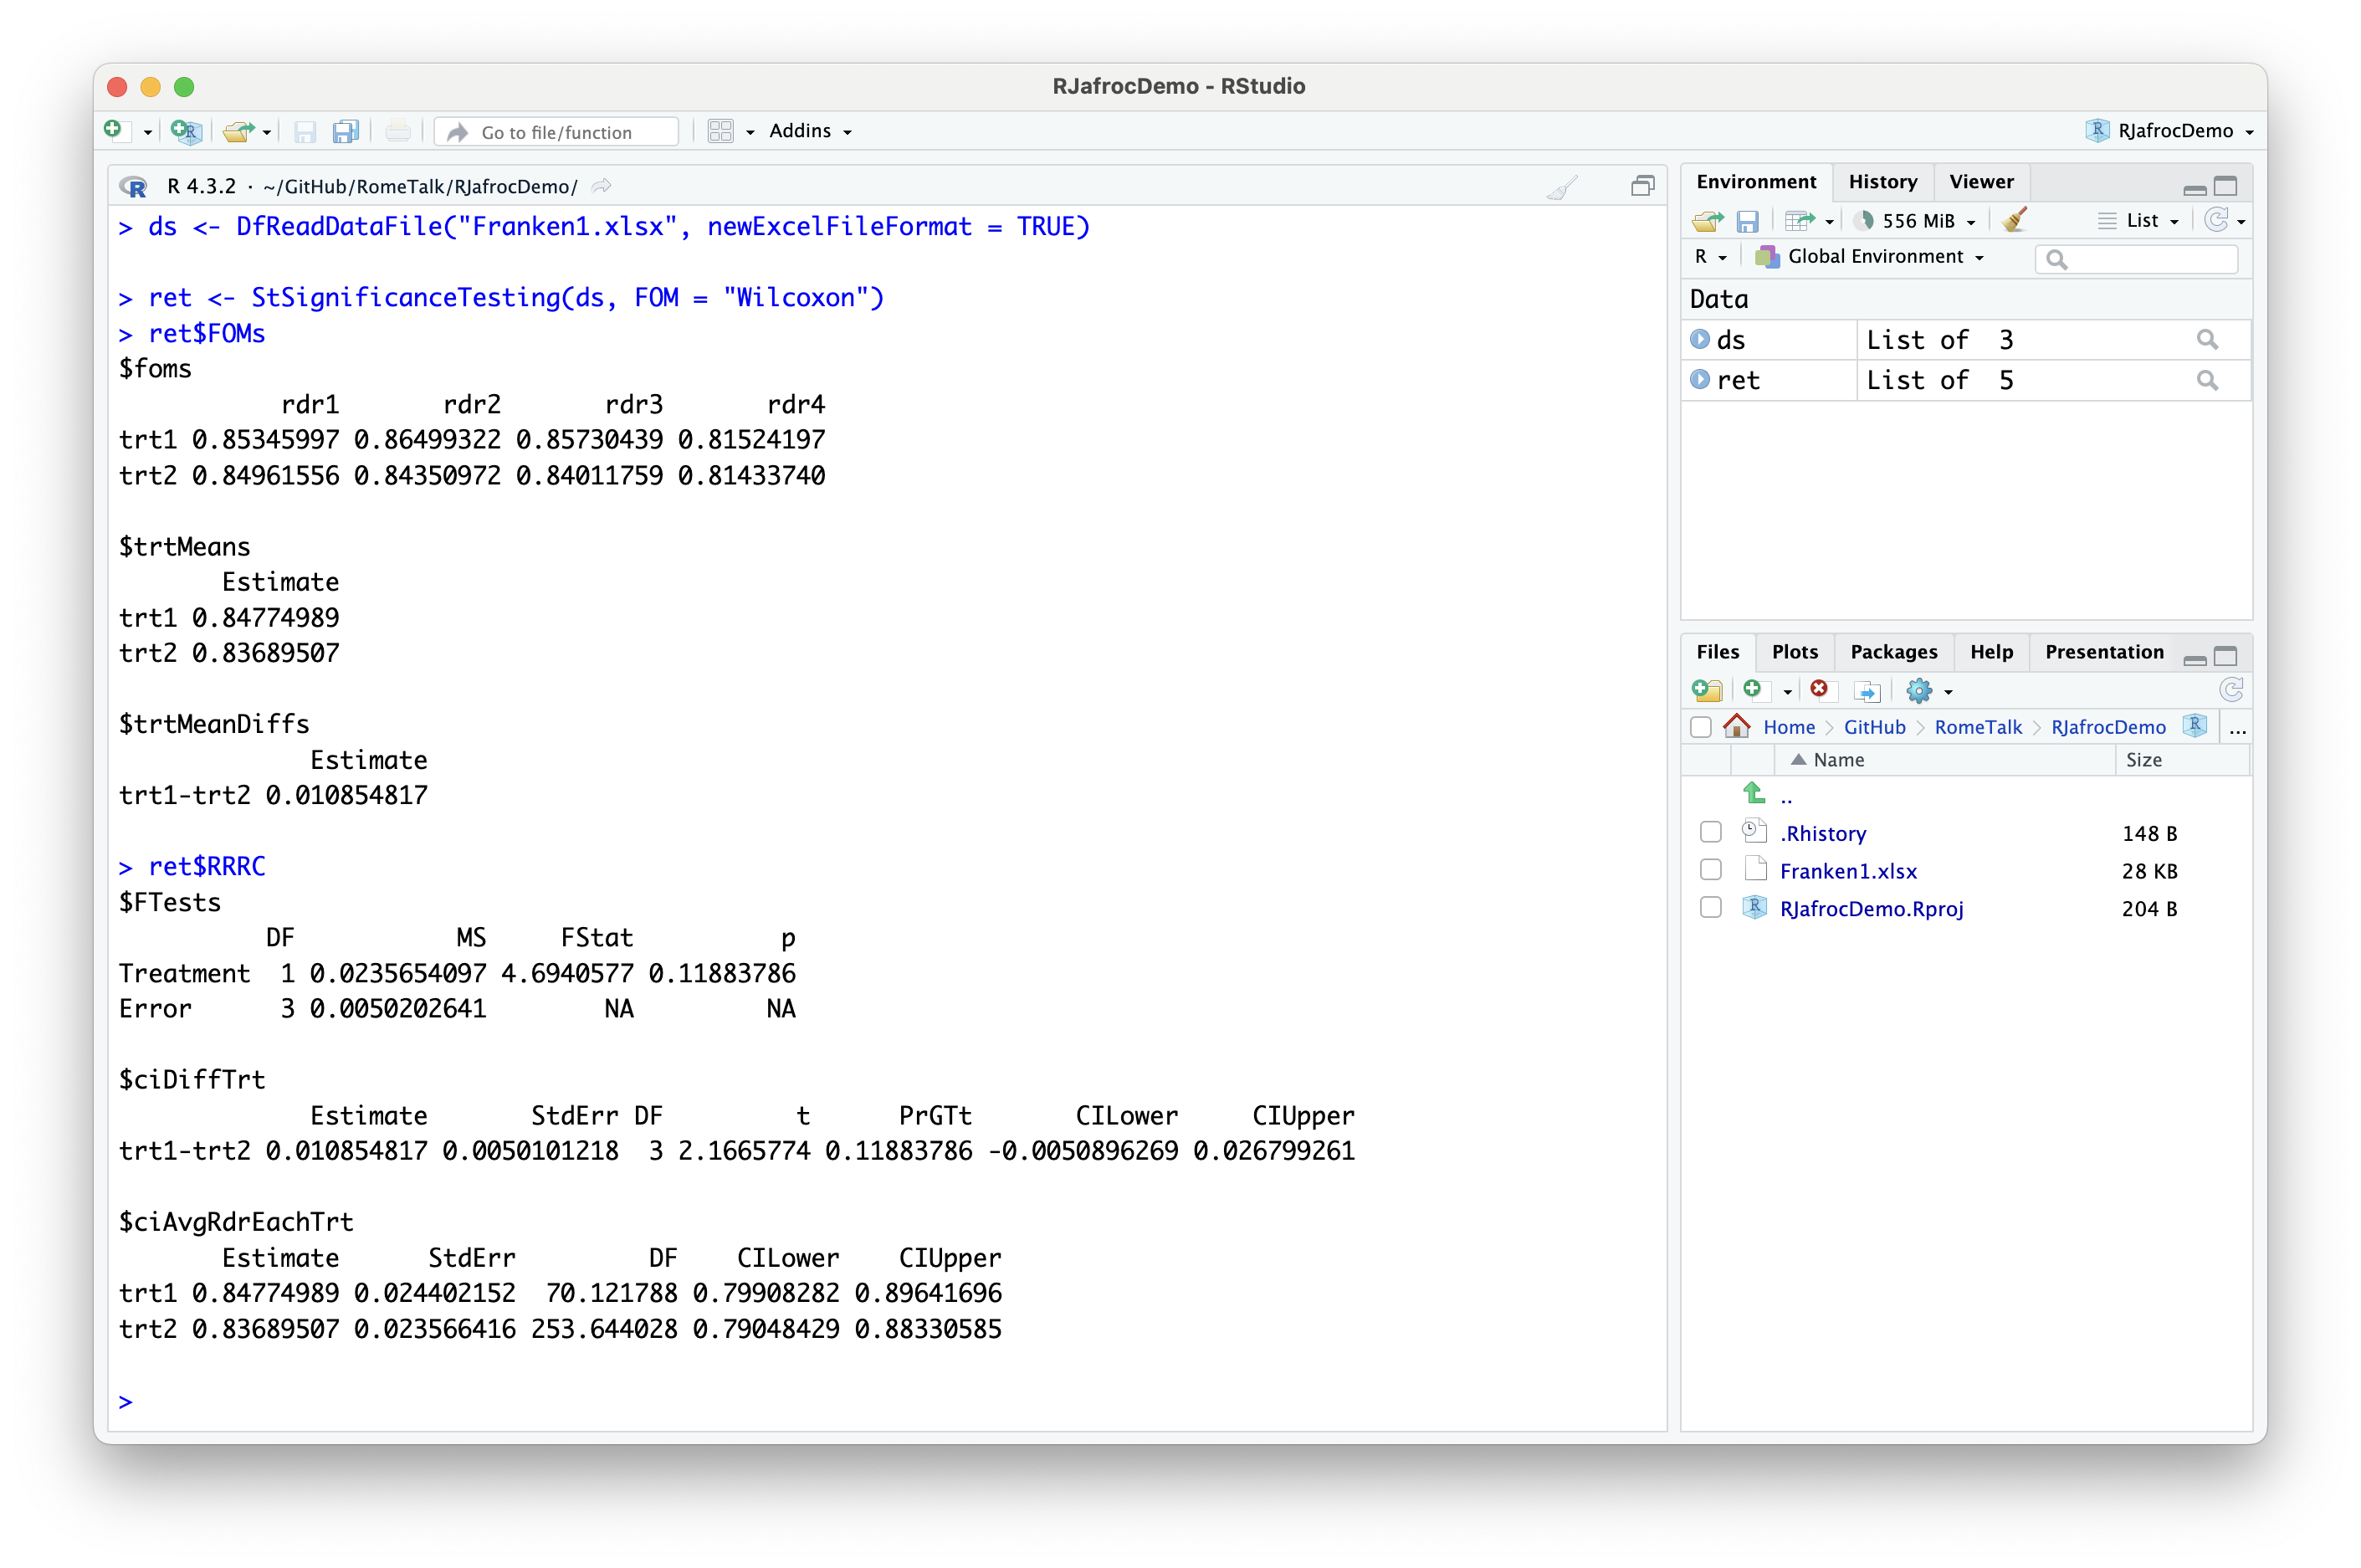 RJafrocDemo - RStudio
Go to file/function
Addins
RJafrocDemo
R 4.3.2 · ~/GitHub/RomeTalk/RJafrocDemo/
> ds <- DfReadDataFile("Franken1.xlsx", newExcelFileFormat = TRUE)
> ret <- StSignificanceTesting(ds, FOM = "Wilcoxon")
> ret$FOMs
$foms
rdr1 rdr2 rdr3 rdr4
trt1 0.85345997 0.86499322 0.85730439 0.81524197
trt2 0.84961556 0.84350972 0.84011759 0.81433740
$trtMeans
Estimate
trt1 0.84774989
trt2 0.83689507
$trtMeanDiffs
Estimate
trt1-trt2 0.010854817
> ret$RRRC
$FTests
DF MS FStat p
Treatment 1 0.0235654097 4.6940577 0.11883786
Error 3 0.0050202641 NA NA
$ciDiffTrt
Estimate StdErr DF t PrGTt CILower CIUpper
trt1-trt2 0.010854817 0.0050101218 3 2.1665774 0.11883786 -0.0050896269 0.026799261
$ciAvgRdrEachTrt
Estimate StdErr DF CILower CIUpper
trt1 0.84774989 0.024402152 70.121788 0.79908282 0.89641696
trt2 0.83689507 0.023566416 253.644028 0.79048429 0.88330585
>
Environment History Viewer
556 MiB List
R Global Environment
Data
ds List of 3
ret List of 5
Files Plots Packages Help Presentation
Home > GitHub > RomeTalk > RJafrocDemo ...
Name Size
..
.Rhistory 148 B
Franken1.xlsx 28 KB
RJafrocDemo.Rproj 204 B